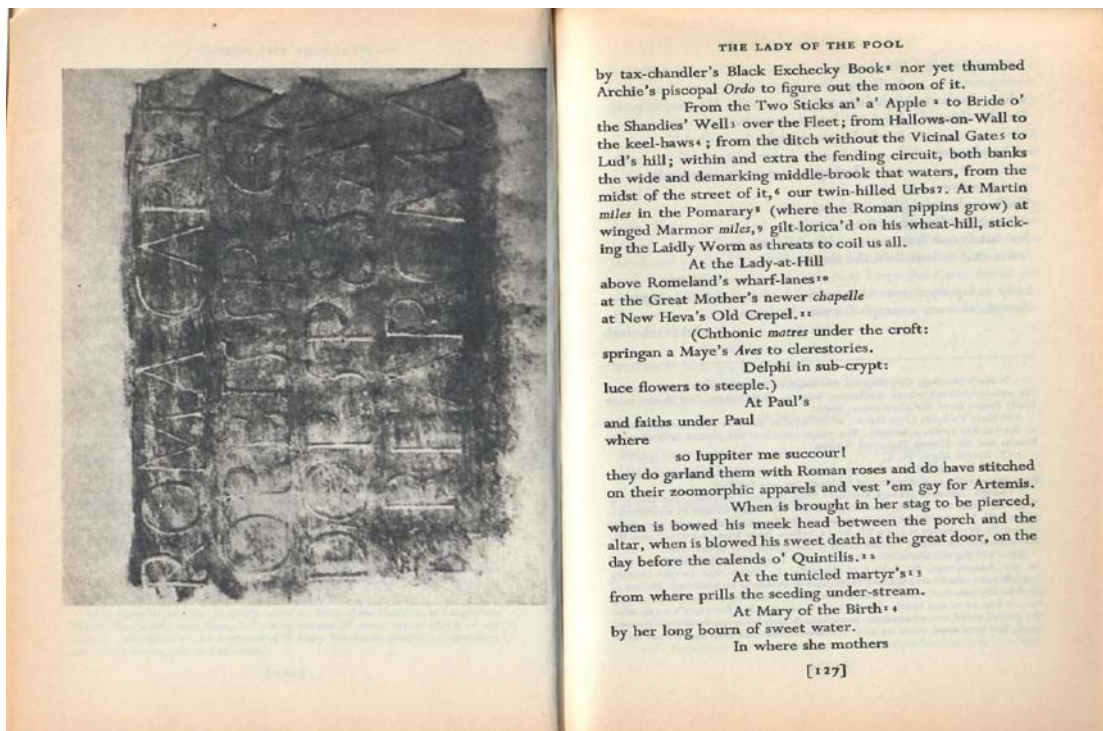 ROMA CAPVT
ORBIS
THE LADY OF THE POOL
by tax-chandler's Black Exchecky Book¹ nor yet thumbed
Archie's piscopal Ordo to figure out the moon of it.
From the Two Sticks an' a' Apple ² to Bride o'
the Shandies' Well³ over the Fleet; from Hallows-on-Wall to
the keel-haws⁴; from the ditch without the Vicinal Gate⁵ to
Lud's hill; within and extra the fending circuit, both banks
the wide and demarking middle-brook that waters, from the
midst of the street of it,⁶ our twin-hilled Urbs⁷. At Martin
miles in the Pomarary⁸ (where the Roman pippins grow) at
winged Marmor miles,⁹ gilt-lorica'd on his wheat-hill, stick-
ing the Laidly Worm as threats to coil us all.
At the Lady-at-Hill
above Romeland's wharf-lanes¹⁰
at the Great Mother's newer chapelle
at New Heva's Old Crepel.¹¹
(Chthonic matres under the croft:
springan a Maye's Aves to clerestories.
Delphi in sub-crypt:
luce flowers to steeple.)
At Paul's
and faiths under Paul
where
so Iuppiter me succour!
they do garland them with Roman roses and do have stitched
on their zoomorphic apparels and vest 'em gay for Artemis.
When is brought in her stag to be pierced,
when is bowed his meek head between the porch and the
altar, when is blowed his sweet death at the great door, on the
day before the calends o' Quintilis.¹²
At the tunicled martyr's¹³
from where prills the seeding under-stream.
At Mary of the Birth¹⁴
by her long bourn of sweet water.
In where she mothers
[127]